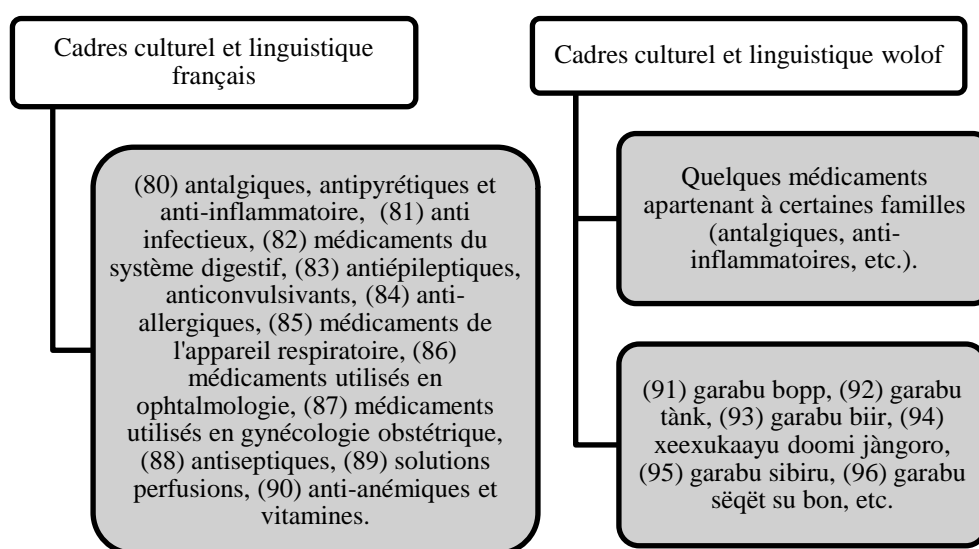 Cadres culturel et linguistique
français
(80) antalgiques, antipyrétiques et
anti-inflammatoire, (81) anti
infectieux, (82) médicaments du
système digestif, (83) antiépileptiques,
anticonvulsivants, (84) anti-
allergiques, (85) médicaments de
l'appareil respiratoire, (86)
médicaments utilisés en
ophtalmologie, (87) médicaments
utilisés en gynécologie obstétrique,
(88) antiseptiques, (89) solutions
perfusions, (90) anti-anémiques et
vitamines.
Cadres culturel et linguistique wolof
Quelques médicaments
apartenant à certaines familles
(antalgiques, anti-
inflammatoires, etc.).
(91) garabu bopp, (92) garabu
tànk, (93) garabu biir, (94)
xeexukaayu doomi jàngoro,
(95) garabu sibiru, (96) garabu
sëqët su bon, etc.